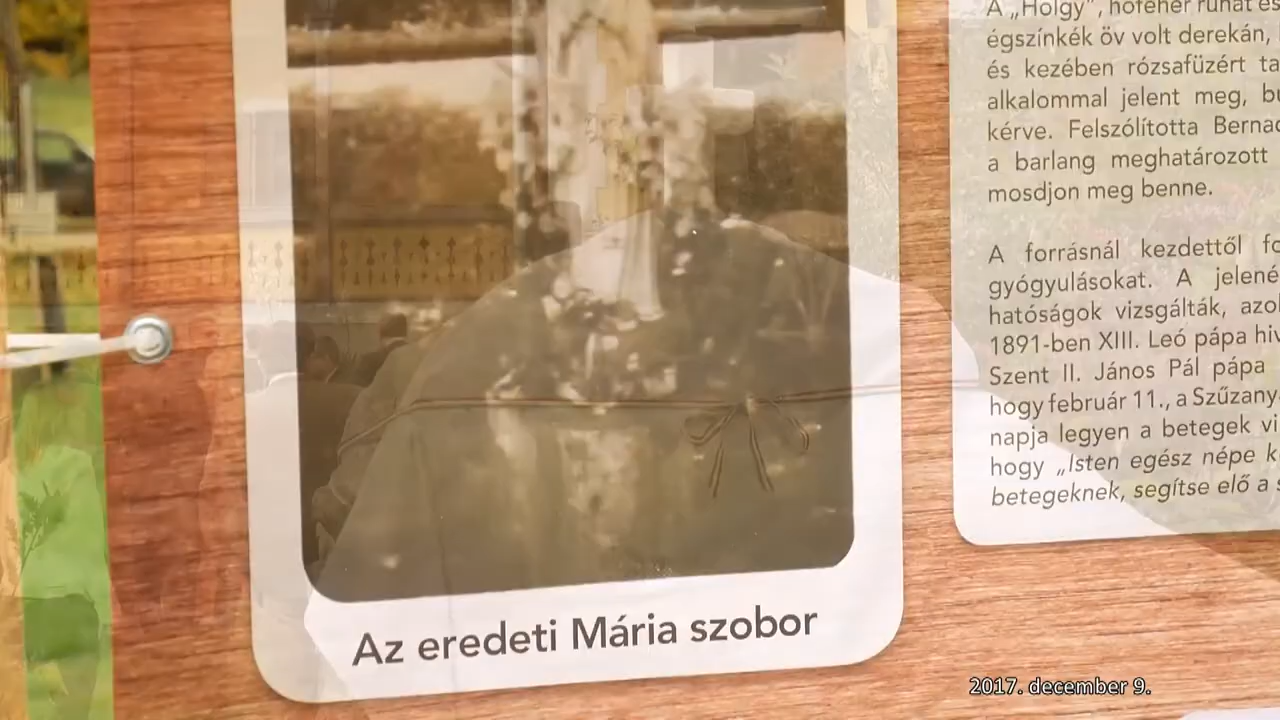 A „Hölgy", hófehér ruhát és
égszínkék öv volt derekán,
és kezében rózsafüzért ta
alkalommal jelent meg, bű
kérve. Felszólította Bernad
a barlang meghatározott
mosdjon meg benne.
A forrásnál kezdettől fo
gyógyulásokat. A jelené
hatóságok vizsgálták, azo
1891-ben XIII. Leó pápa hiv
Szent II. János Pál pápa
hogy február 11., a Szűzany
napja legyen a betegek vi
hogy „Isten egész népe k
betegeknek, segítse elő a s
Az eredeti Mária szobor
2017. december 9.